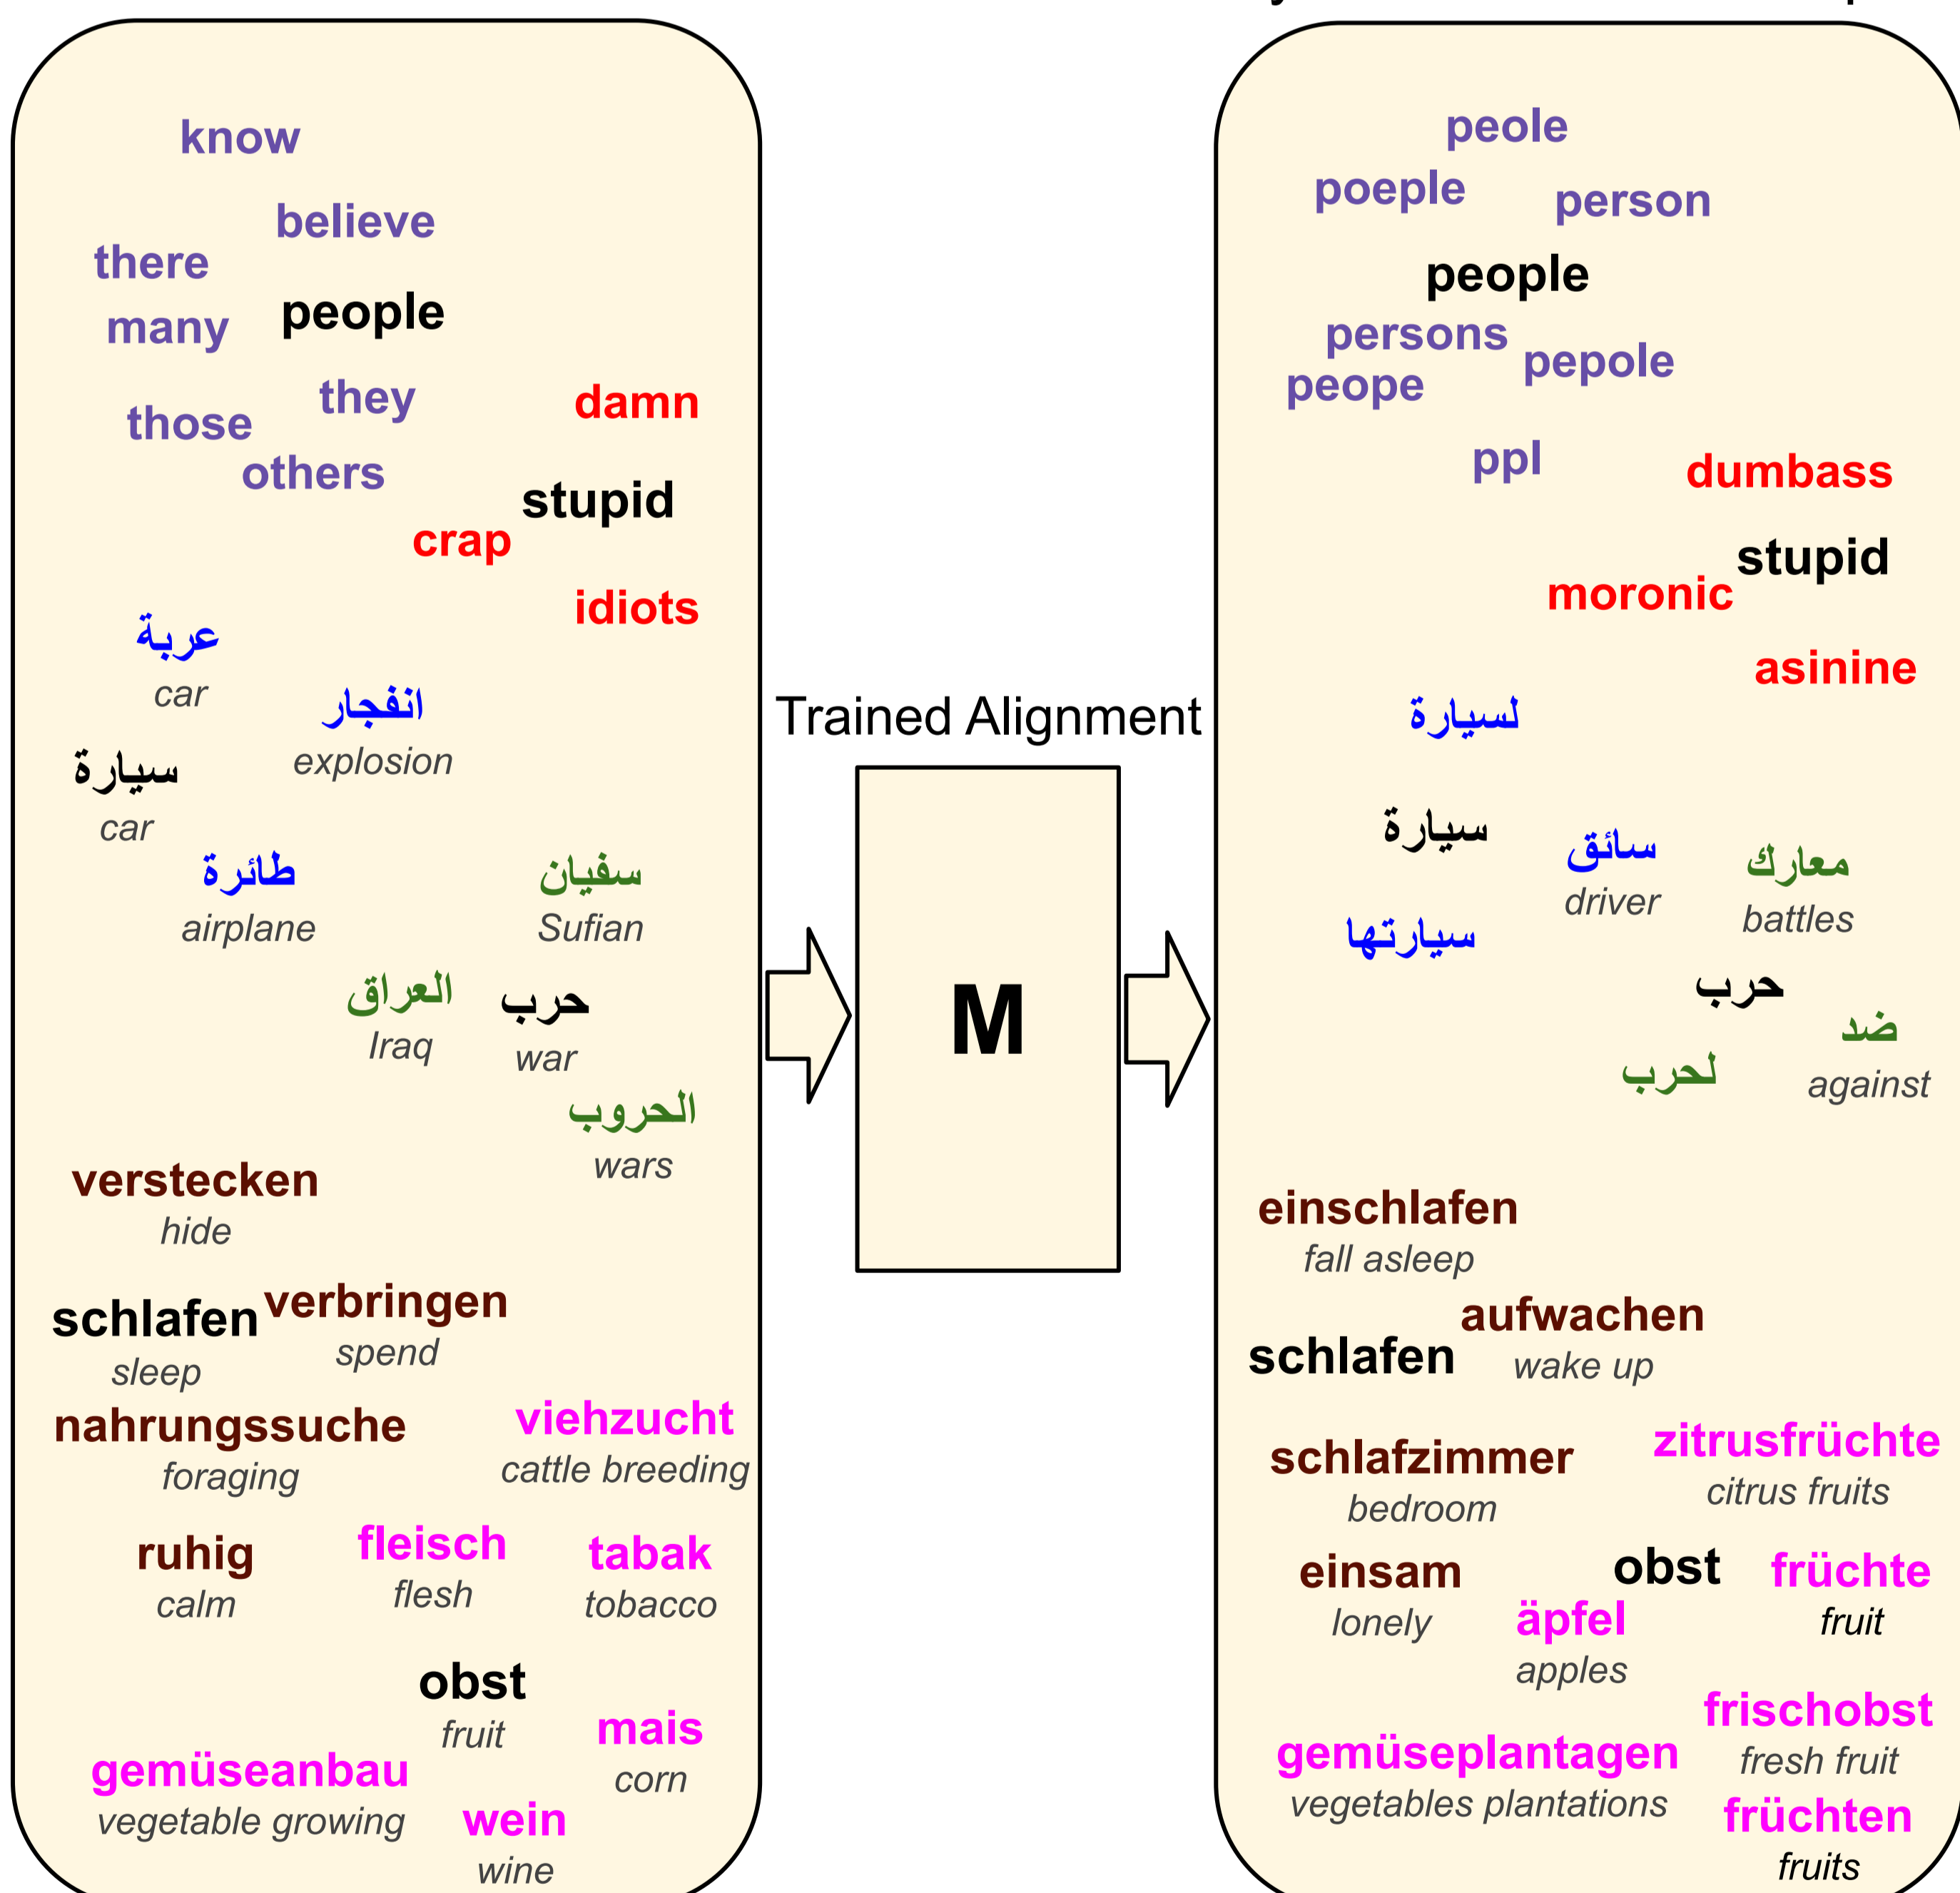 know
believe
there
people
many
they
damn
those
others
stupid
crap
idiots
عربة
car
انفجار
explosion
سيارة
car
طائرة
airplane
سفيان
Sufian
العراق
Iraq
حرب
war
الحروب
wars
verstecken
hide
verbringen
spend
schlafen
sleep
nahrungssuche
foraging
viehzucht
cattle breeding
ruhig
calm
fleisch
flesh
tabak
tobacco
obst
fruit
mais
corn
gemüseanbau
vegetable growing
wein
wine
Trained Alignment
M
peole
poeple
person
people
persons
pepole
peope
ppl
dumbass
stupid
moronic
asinine
لسيارة
سيارة
سائق
driver
معارك
battles
سيارتها
حرب
ضد
against
لحرب
einschlafen
fall asleep
aufwachen
wake up
schlafen
schlafzimmer
bedroom
zitrusfrüchte
citrus fruits
einsam
lonely
obst
früchte
fruit
äpfel
apples
frischobst
fresh fruit
gemüseplantagen
vegetables plantations
früchten
fruits